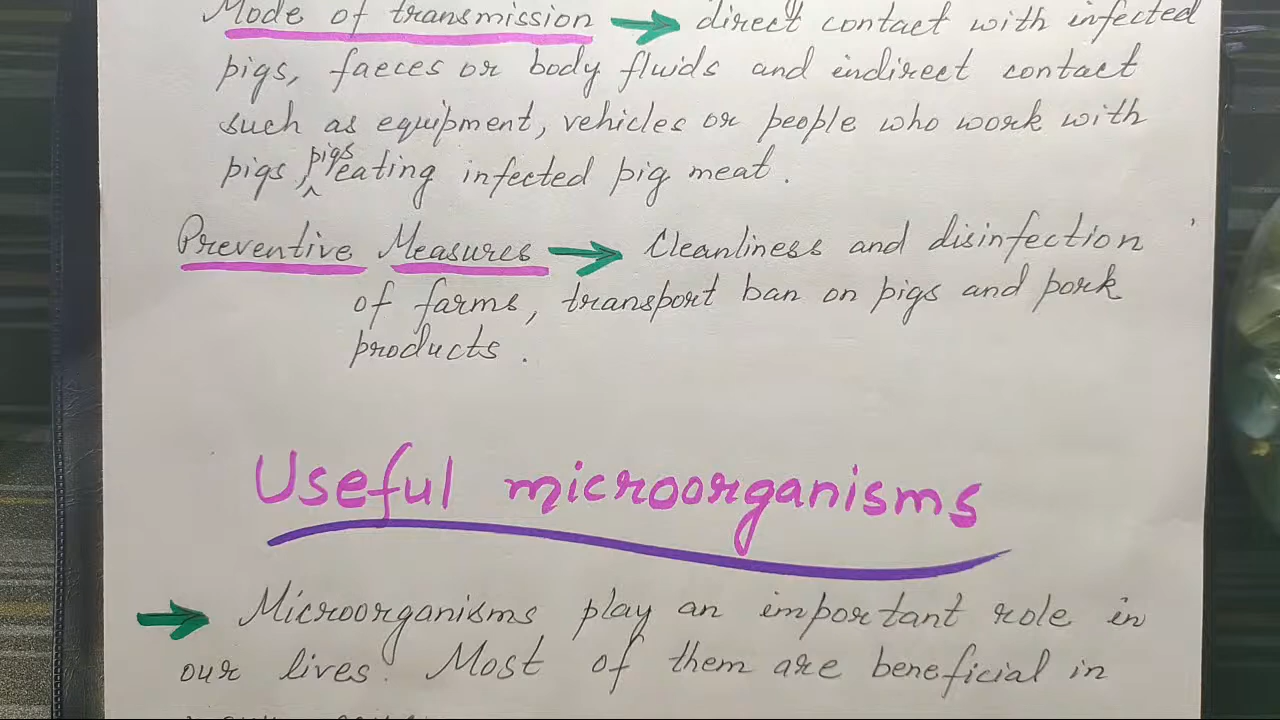 Mode of transmission → direct contact with infected
pigs, faeces or body fluids and indirect contact
such as equipment, vehicles or people who work with
pigs, pigs eating infected pig meat.
Preventive Measures → Cleanliness and disinfection
of farms, transport ban on pigs and pork
products.
Useful microorganisms
→ Microorganisms play an important role in
our lives. Most of them are beneficial in